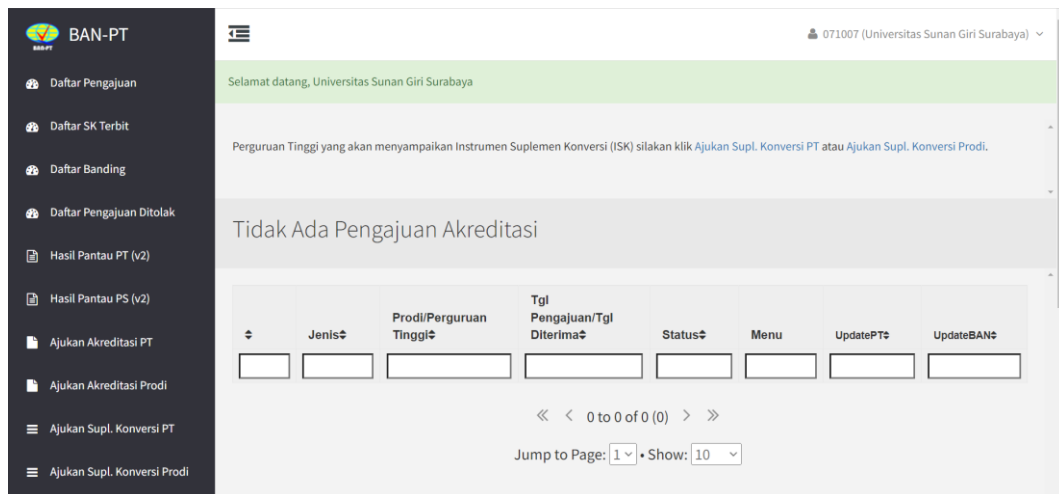 BAN-PT
BAN-PT
Daftar Pengajuan
Daftar SK Terbit
Daftar Banding
Daftar Pengajuan Ditolak
Hasil Pantau PT (v2)
Hasil Pantau PS (v2)
Ajukan Akreditasi PT
Ajukan Akreditasi Prodi
Ajukan Supl. Konversi PT
Ajukan Supl. Konversi Prodi
071007 (Universitas Sunan Giri Surabaya)
Selamat datang, Universitas Sunan Giri Surabaya
Perguruan Tinggi yang akan menyampaikan Instrumen Suplemen Konversi (ISK) silakan klik Ajukan Supl. Konversi PT atau Ajukan Supl. Konversi Prodi.
Tidak Ada Pengajuan Akreditasi
Jenis
Prodi/Perguruan
Tinggi
Tgl
Pengajuan/Tgl
Diterima
Status
Menu
UpdatePT
UpdateBAN
0 to 0 of 0 (0)
Jump to Page: 1 • Show: 10